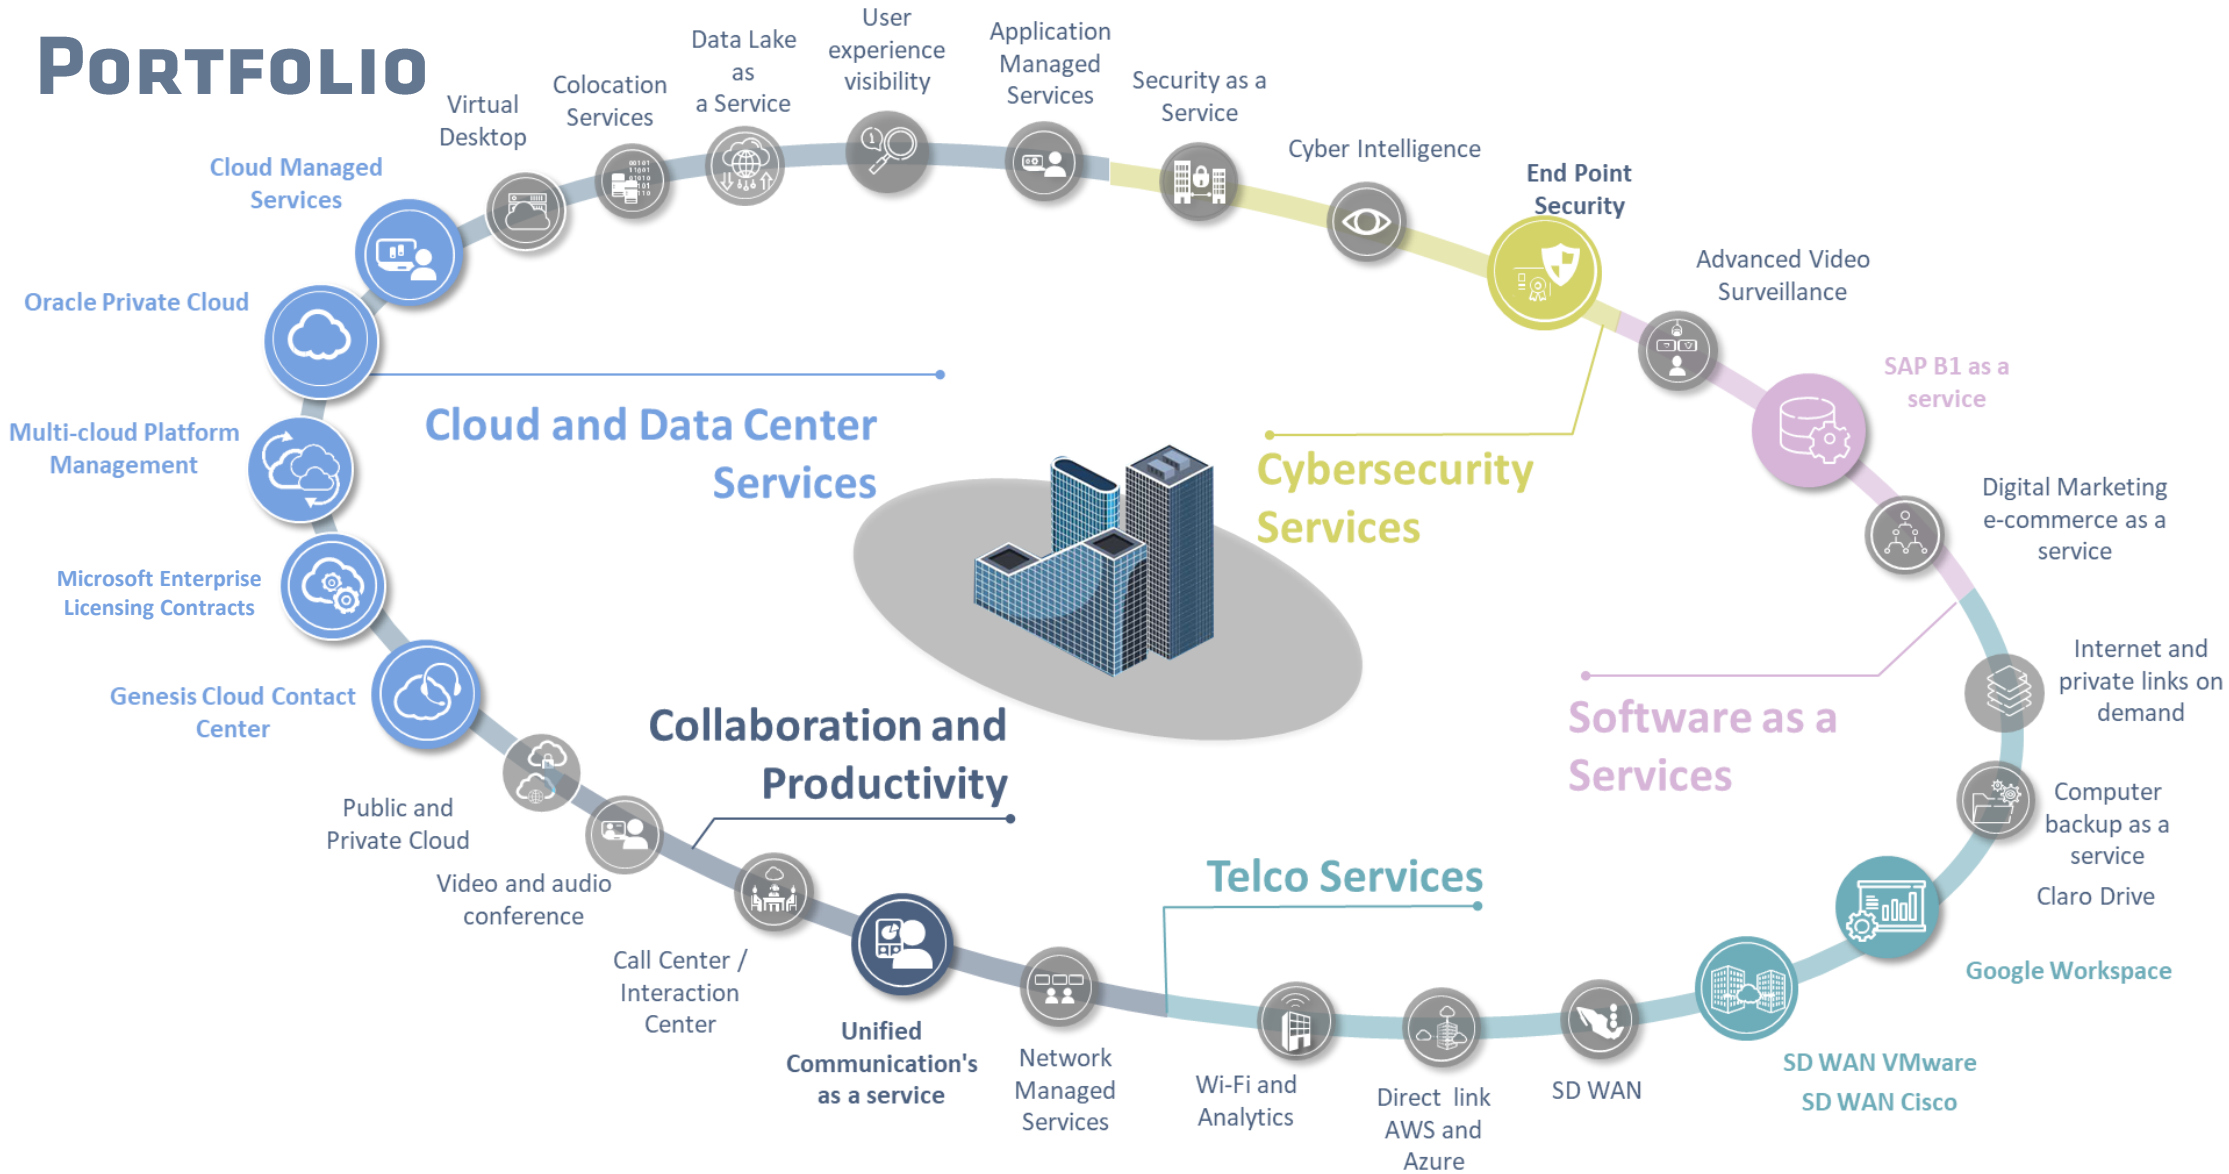 PORTFOLIO
Virtual
Desktop
Colocation
Services
Data Lake
as
a Service
User
experience
visibility
Application
Managed
Services
Security as a
Service
Cyber Intelligence
End Point
Security
Advanced Video
Surveillance
SAP B1 as a
service
Digital Marketing
e-commerce as a
service
Internet and
private links on
demand
Computer
backup as a
service
Claro Drive
Google Workspace
SD WAN VMware
SD WAN Cisco
SD WAN
Direct link
AWS and
Azure
Wi-Fi and
Analytics
Network
Managed
Services
Unified
Communication's
as a service
Call Center /
Interaction
Center
Video and audio
conference
Public and
Private Cloud
Genesis Cloud Contact
Center
Microsoft Enterprise
Licensing Contracts
Multi-cloud Platform
Management
Oracle Private Cloud
Cloud Managed
Services
Cloud and Data Center
Services
Cybersecurity
Services
Collaboration and
Productivity
Software as a
Services
Telco Services